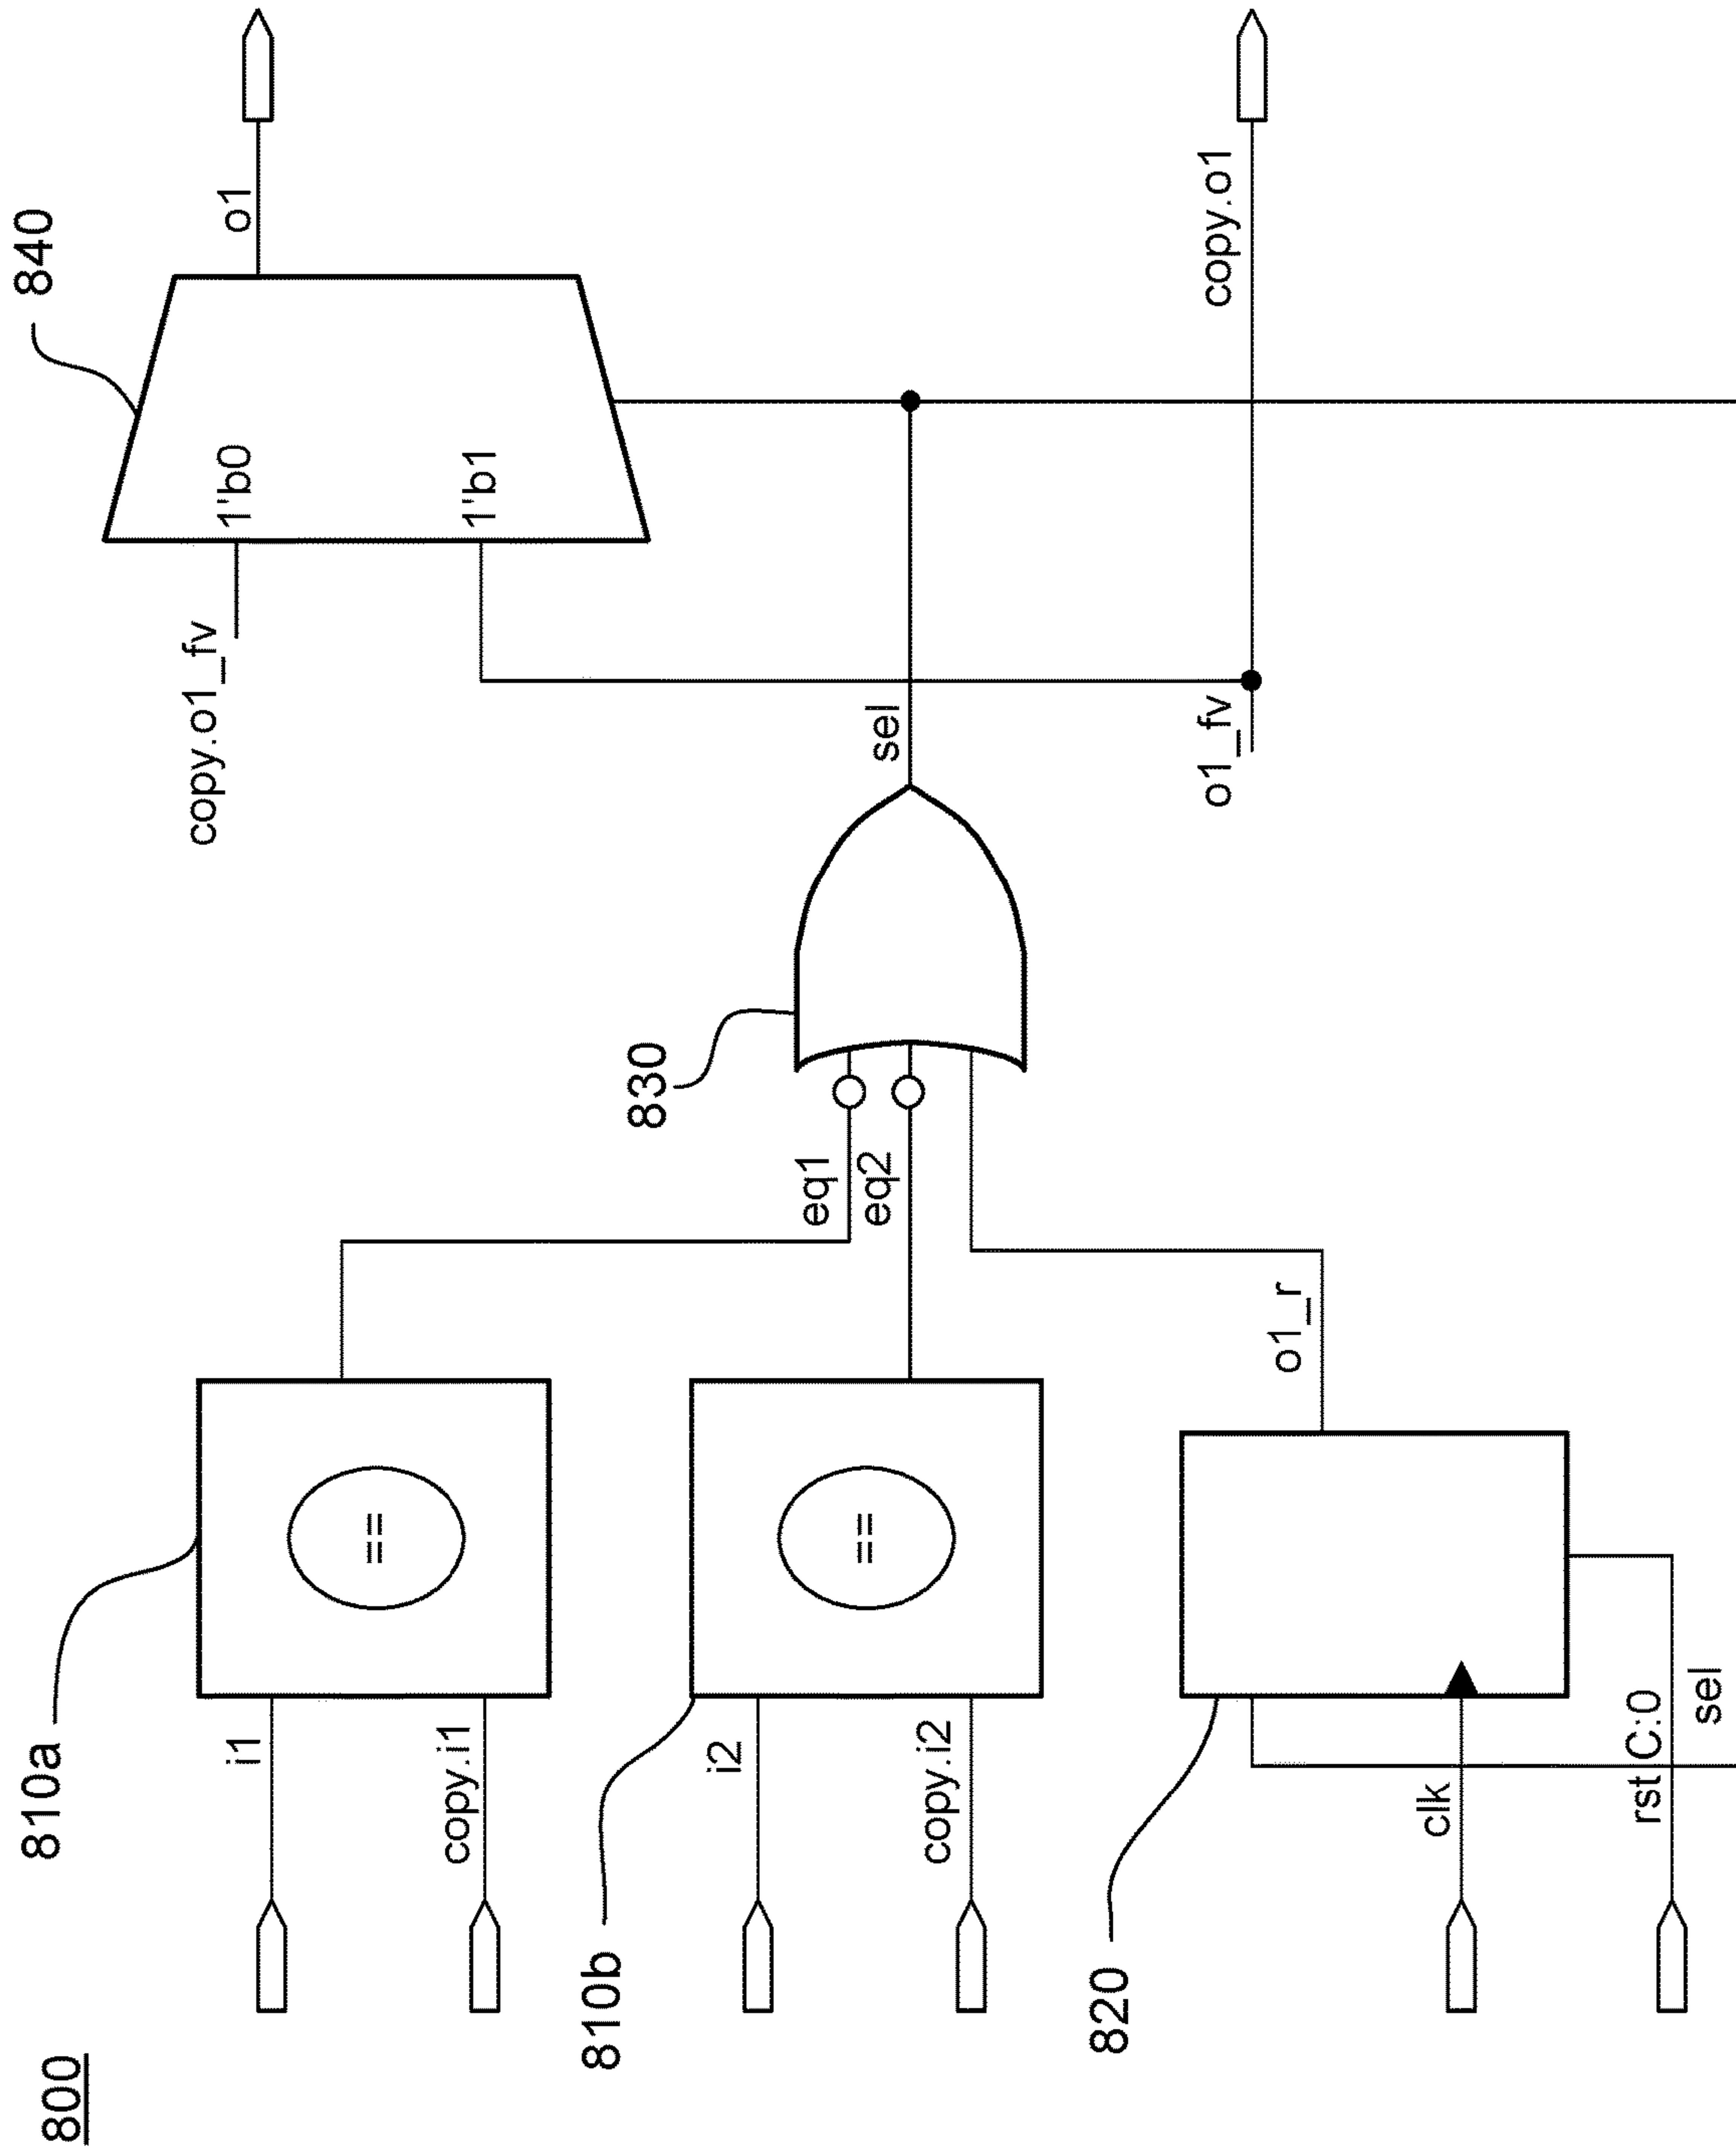 800
810a
i1
copy.i1
==
810b
i2
copy.i2
==
820
clk
rst C:0
sel
o1_r
eq1
eq2
830
sel
copy.o1_fv
1'b0
1'b1
840
o1
o1_fv
copy.o1